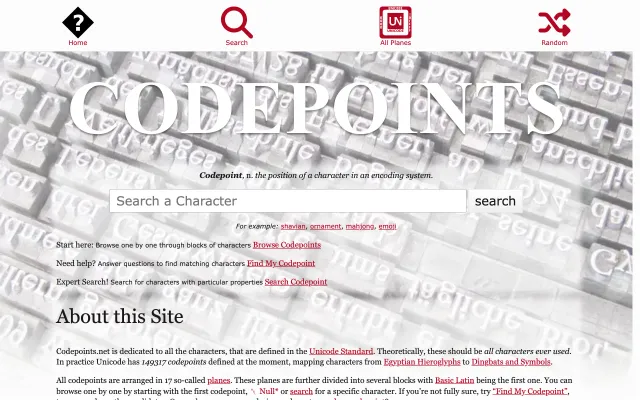 Home
Search
All Planes
Random
CODEPOINTS
Codepoint, n. the position of a character in an encoding system.
Search a Character
search
For example: shavian, ornament, mahjong, emoji
Start here: Browse one by one through blocks of characters Browse Codepoints
Need help? Answer questions to find matching characters Find My Codepoint
Expert Search! Search for characters with particular properties Search Codepoint
About this Site
Codepoints.net is dedicated to all the characters, that are defined in the Unicode Standard. Theoretically, these should be all characters ever used.
In practice Unicode has 149317 codepoints defined at the moment, mapping characters from Egyptian Hieroglyphs to Dingbats and Symbols.
All codepoints are arranged in 17 so-called planes. These planes are further divided into several blocks with Basic Latin being the first one. You can
browse one by one by starting with the first codepoint, Null* or search for a specific character. If you're not fully sure, try "Find My Codepoint",